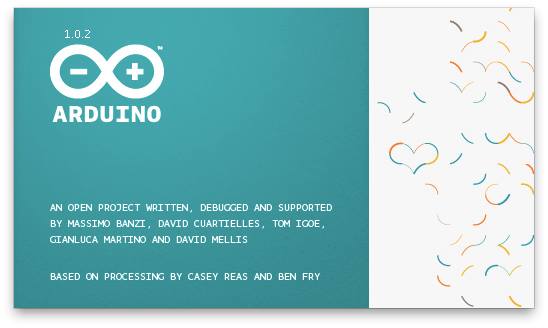 1.0.2
™
ARDUINO
AN OPEN PROJECT WRITTEN, DEBUGGED AND SUPPORTED
BY MASSIMO BANZI, DAVID CUARTIELLES, TOM IGOE,
GIANLUCA MARTINO AND DAVID MELLIS
BASED ON PROCESSING BY CASEY REAS AND BEN FRY